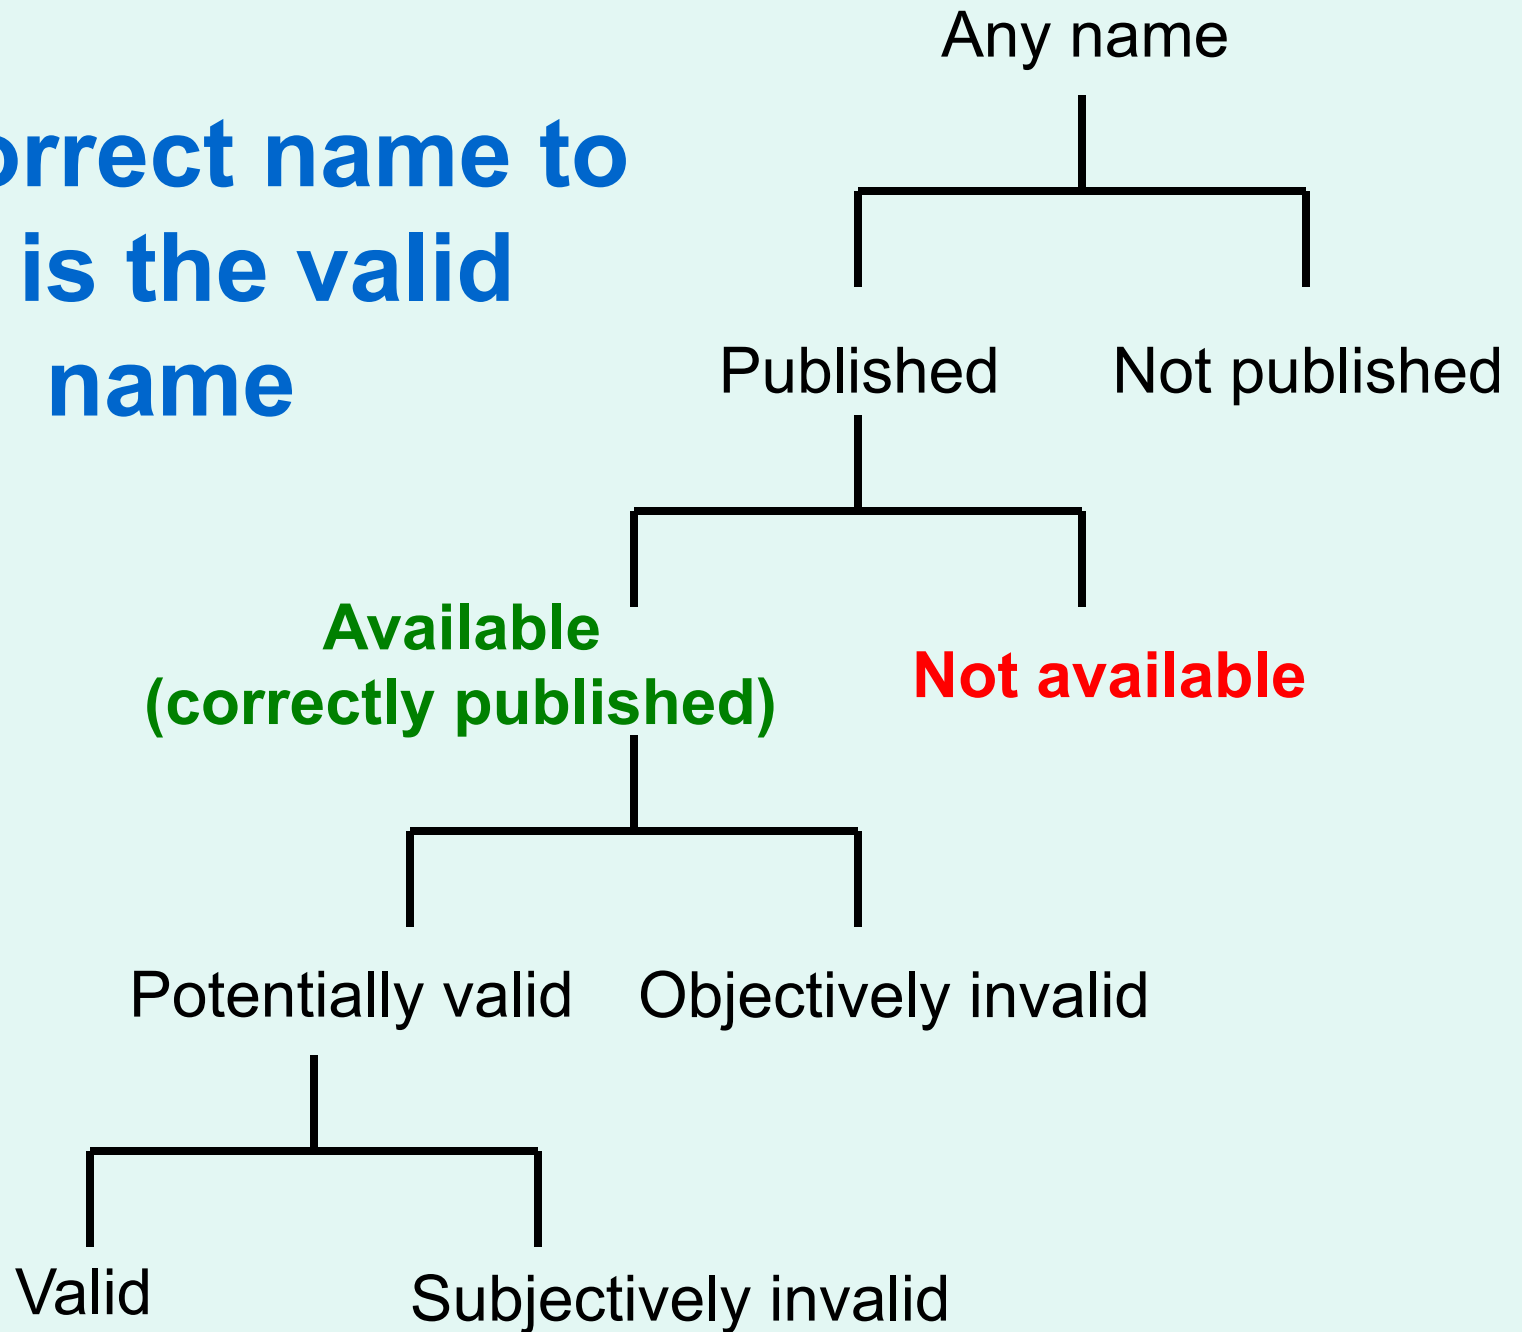 Any name
orrect name to
is the valid
name
Published
Not published
Available
(correctly published)
Not available
Potentially valid
Objectively invalid
Valid
Subjectively invalid